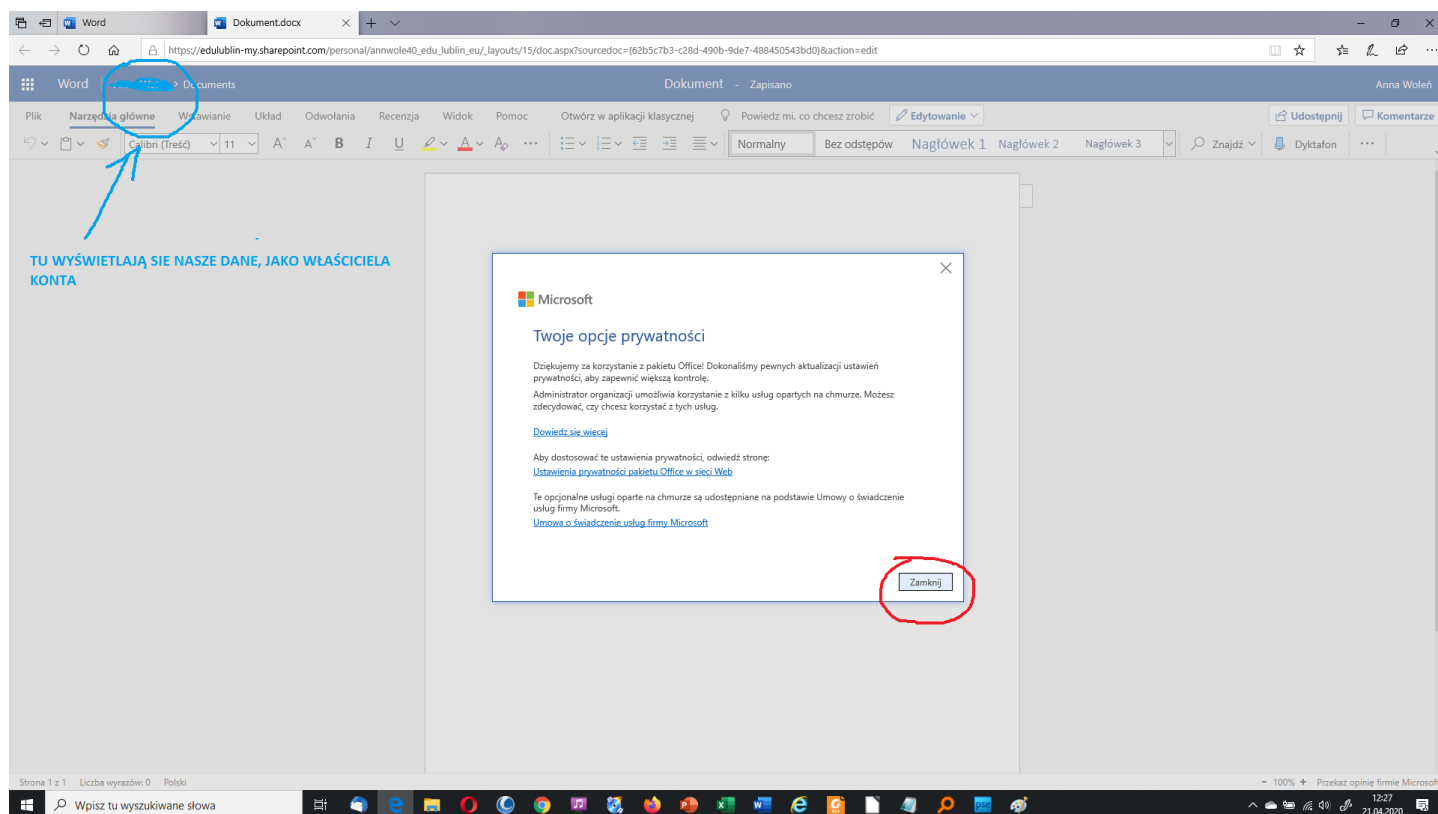 Word
Dokument.docx
https://edulublin-my.sharepoint.com/personal/annwole40_edu_lublin_eu/_layouts/15/doc.aspx?sourcedoc={62b5c7b3-c28d-490b-9de7-488450543bd0}&action=edit
Word > Documents Dokument - Zapisano Anna Woleń
Plik Narzędzia główne Wstawianie Układ Odwołania Recenzja Widok Pomoc Otwórz w aplikacji klasycznej Powiedz mi, co chcesz zrobić Edytowanie Udostępnij Komentarze
Calibri (Treść) 11 A A B I U A A Normalny Bez odstępów Nagłówek 1 Nagłówek 2 Nagłówek 3 Znajdź Dyktafon
TU WYŚWIETLAJĄ SIE NASZE DANE, JAKO WŁAŚCICIELA
KONTA
Microsoft
Twoje opcje prywatności
Dziękujemy za korzystanie z pakietu Office! Dokonaliśmy pewnych aktualizacji ustawień
prywatności, aby zapewnić większą kontrolę.
Administrator organizacji umożliwia korzystanie z kilku usług opartych na chmurze. Możesz
zdecydować, czy chcesz korzystać z tych usług.
Dowiedz się więcej
Aby dostosować te ustawienia prywatności, odwiedź stronę:
Ustawienia prywatności pakietu Office w sieci Web
Te opcjonalne usługi oparte na chmurze są udostępniane na podstawie Umowy o świadczenie
usług firmy Microsoft.
Umowa o świadczenie usług firmy Microsoft
Zamknij
Strona 1 z 1 Liczba wyrazów: 0 Polski - 100% + Przekaż opinię firmie Microsoft
Wpisz tu wyszukiwane słowa
12:27
21.04.2020